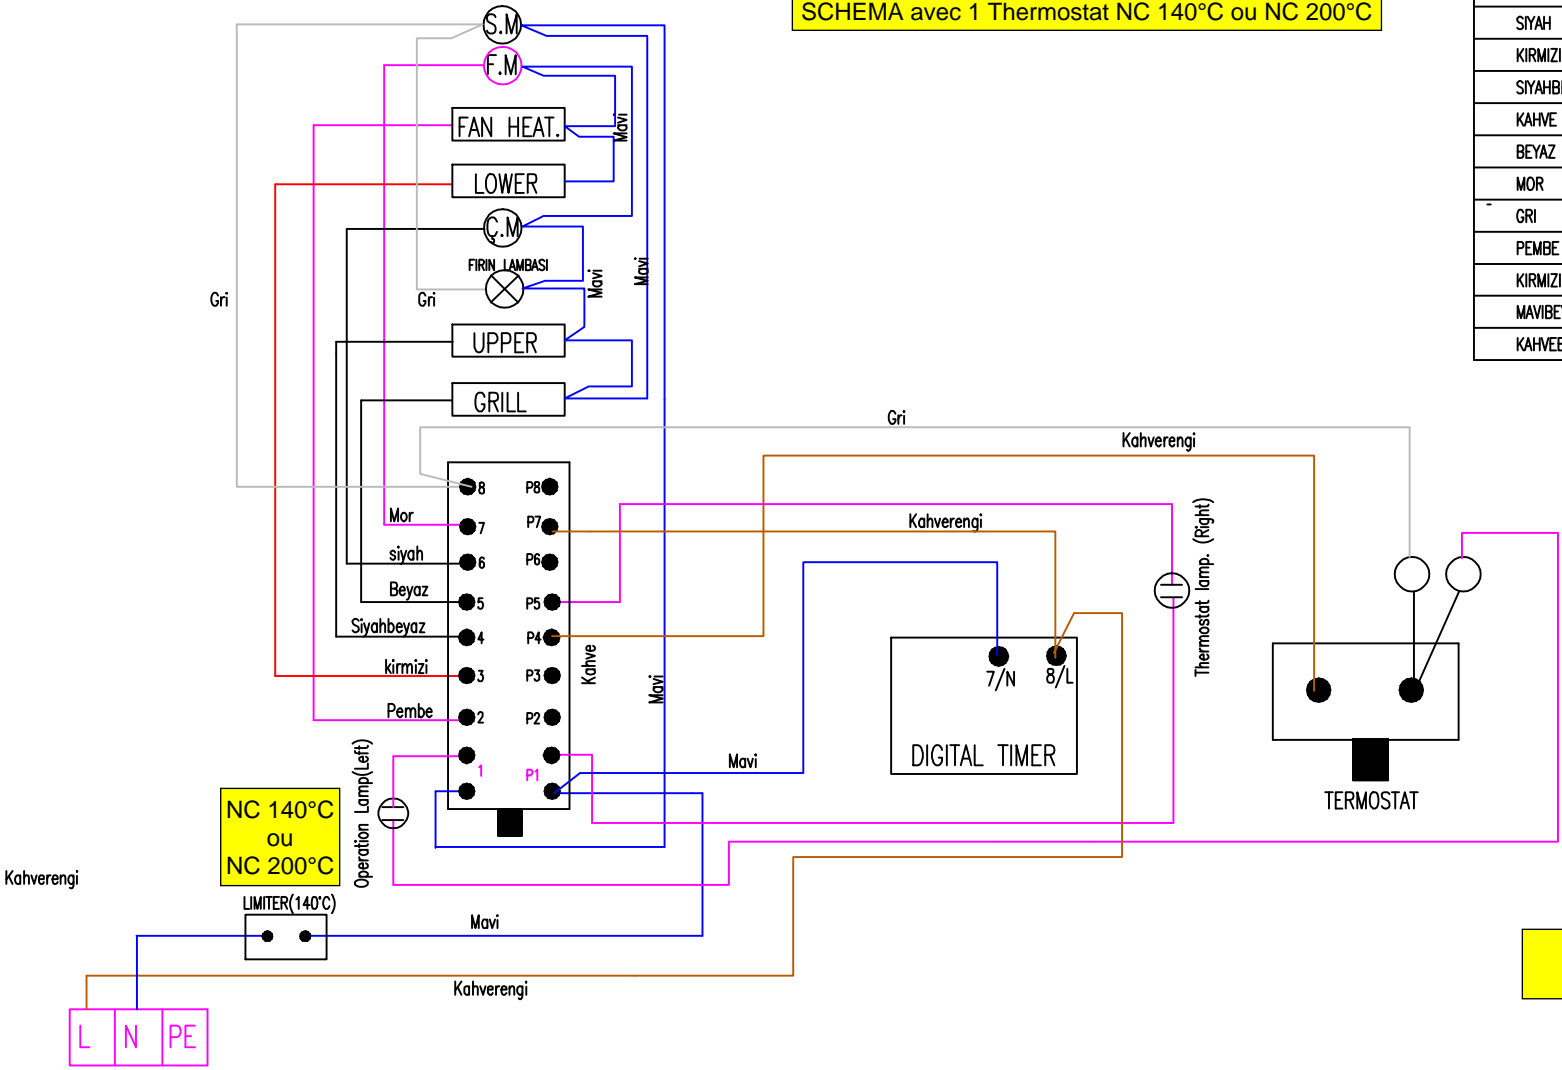 SCHEMA avec 1 Thermostat NC 140°C ou NC 200°C
SIYAH
KIRMIZI
KAHVE
BEYAZ
MOR
GRI
PEMBE
KIRMIZI
S.M
F.M
FAN HEAT.
Mavi
LOWER
Ç.M
FIRIN LAMBASI
Mavi
Mavi
Gri
Gri
UPPER
GRILL
Gri
Kahverengi
8 P8
Mor 7 P7
Kahverengi
siyah 6 P6
Beyaz 5 P5
Siyahbeyaz 4 P4
kirmizi 3 P3
Pembe 2 P2
1 P1
Kahve
Mavi
Thermostat lamp. (Right)
7/N 8/L
DIGITAL TIMER
Mavi
TERMOSTAT
Operation Lamp(Left)
NC 140°C
ou
NC 200°C
Kahverengi
LIMITER(140°C)
Mavi
Kahverengi
L N PE